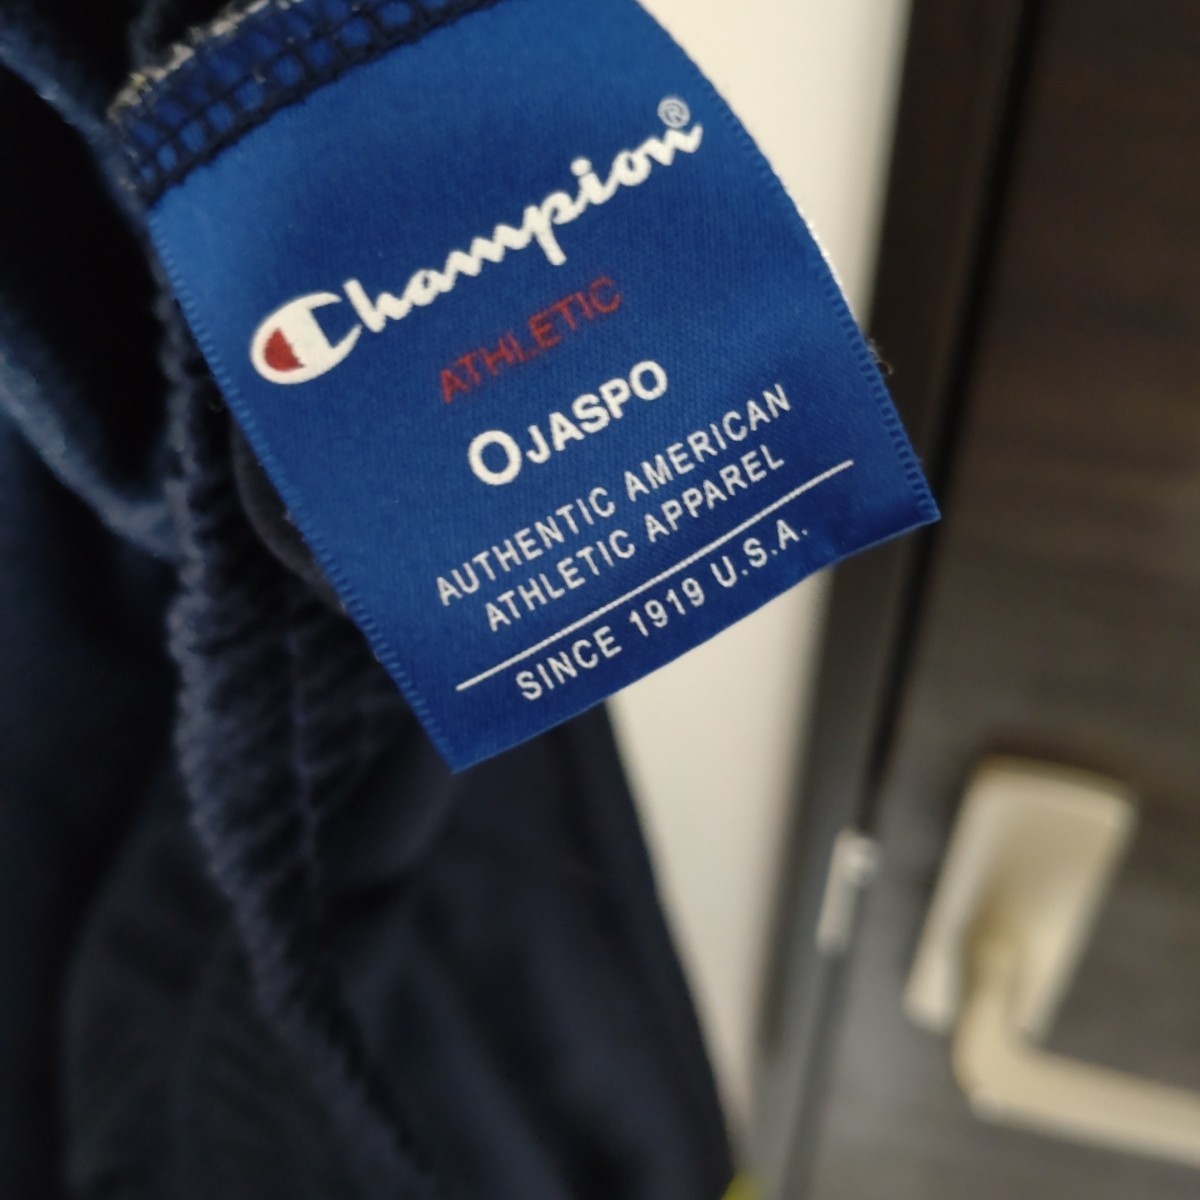 Champion®
ATHLETIC
OJASPO
AUTHENTIC AMERICAN
ATHLETIC APPAREL
SINCE 1919 U.S.A.